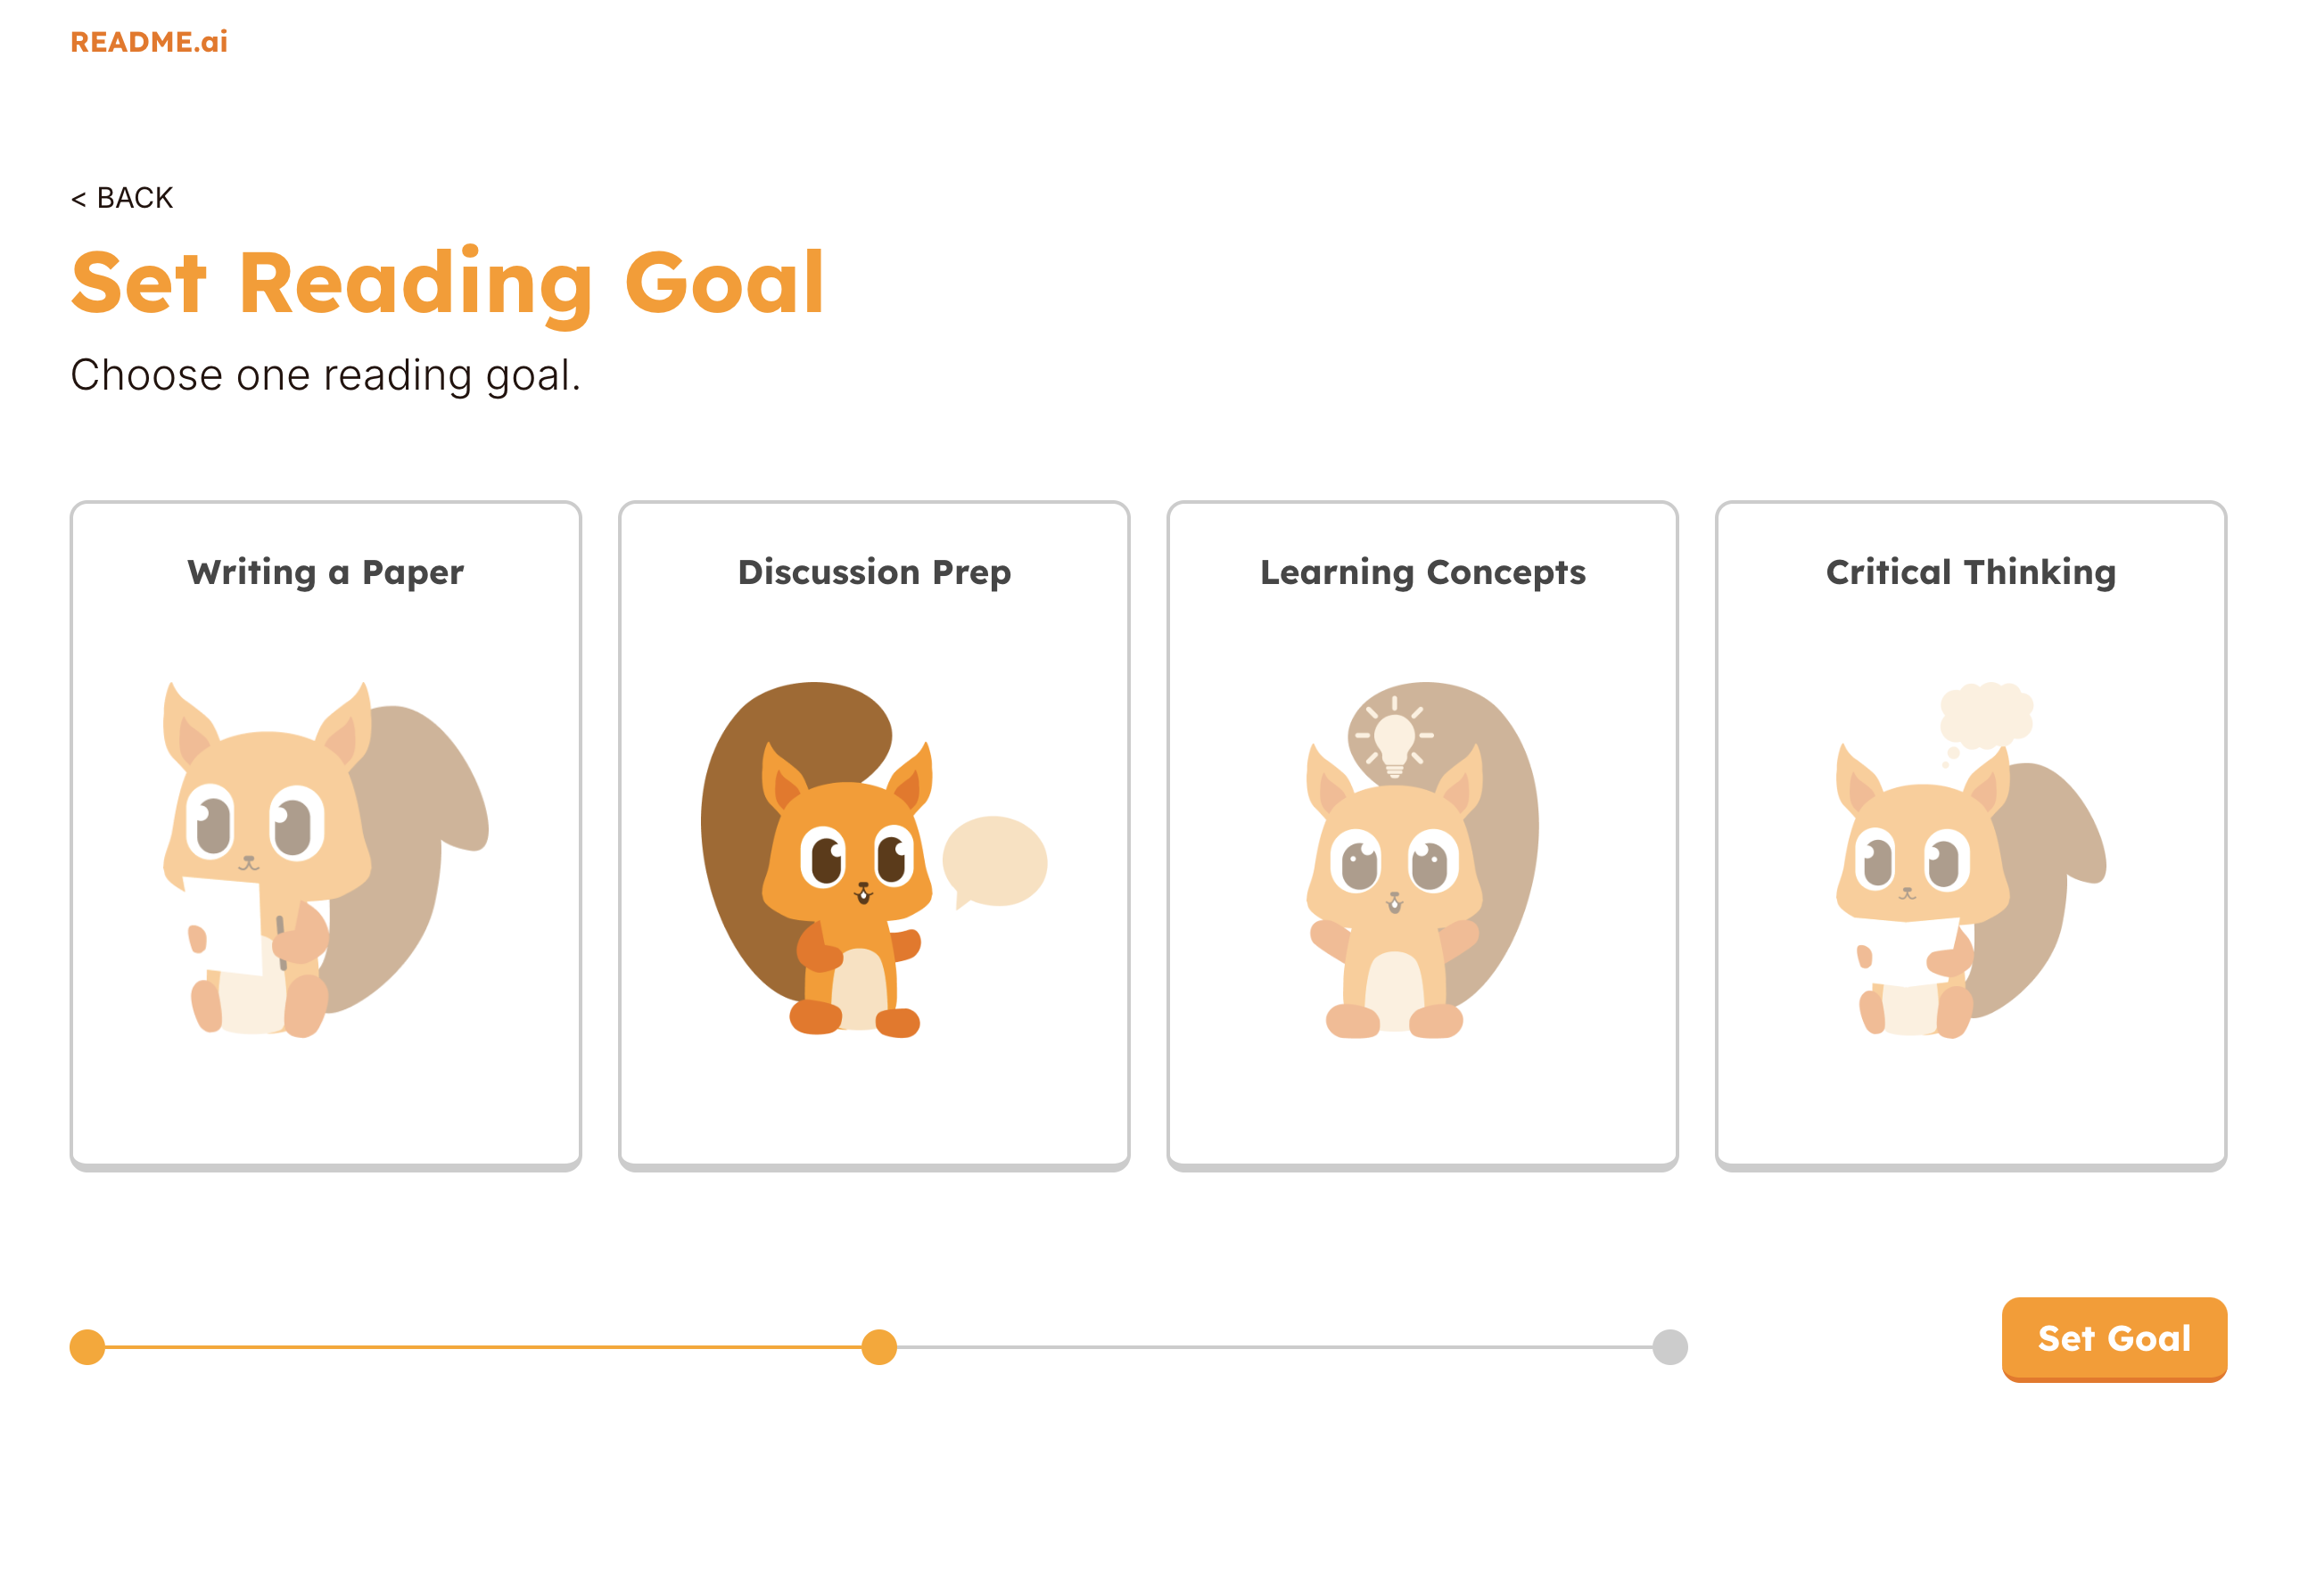 README.ai
< BACK
Set Reading Goal
Choose one reading goal.
Writing a Paper
Discussion Prep
Learning Concepts
Critical Thinking
Set Goal